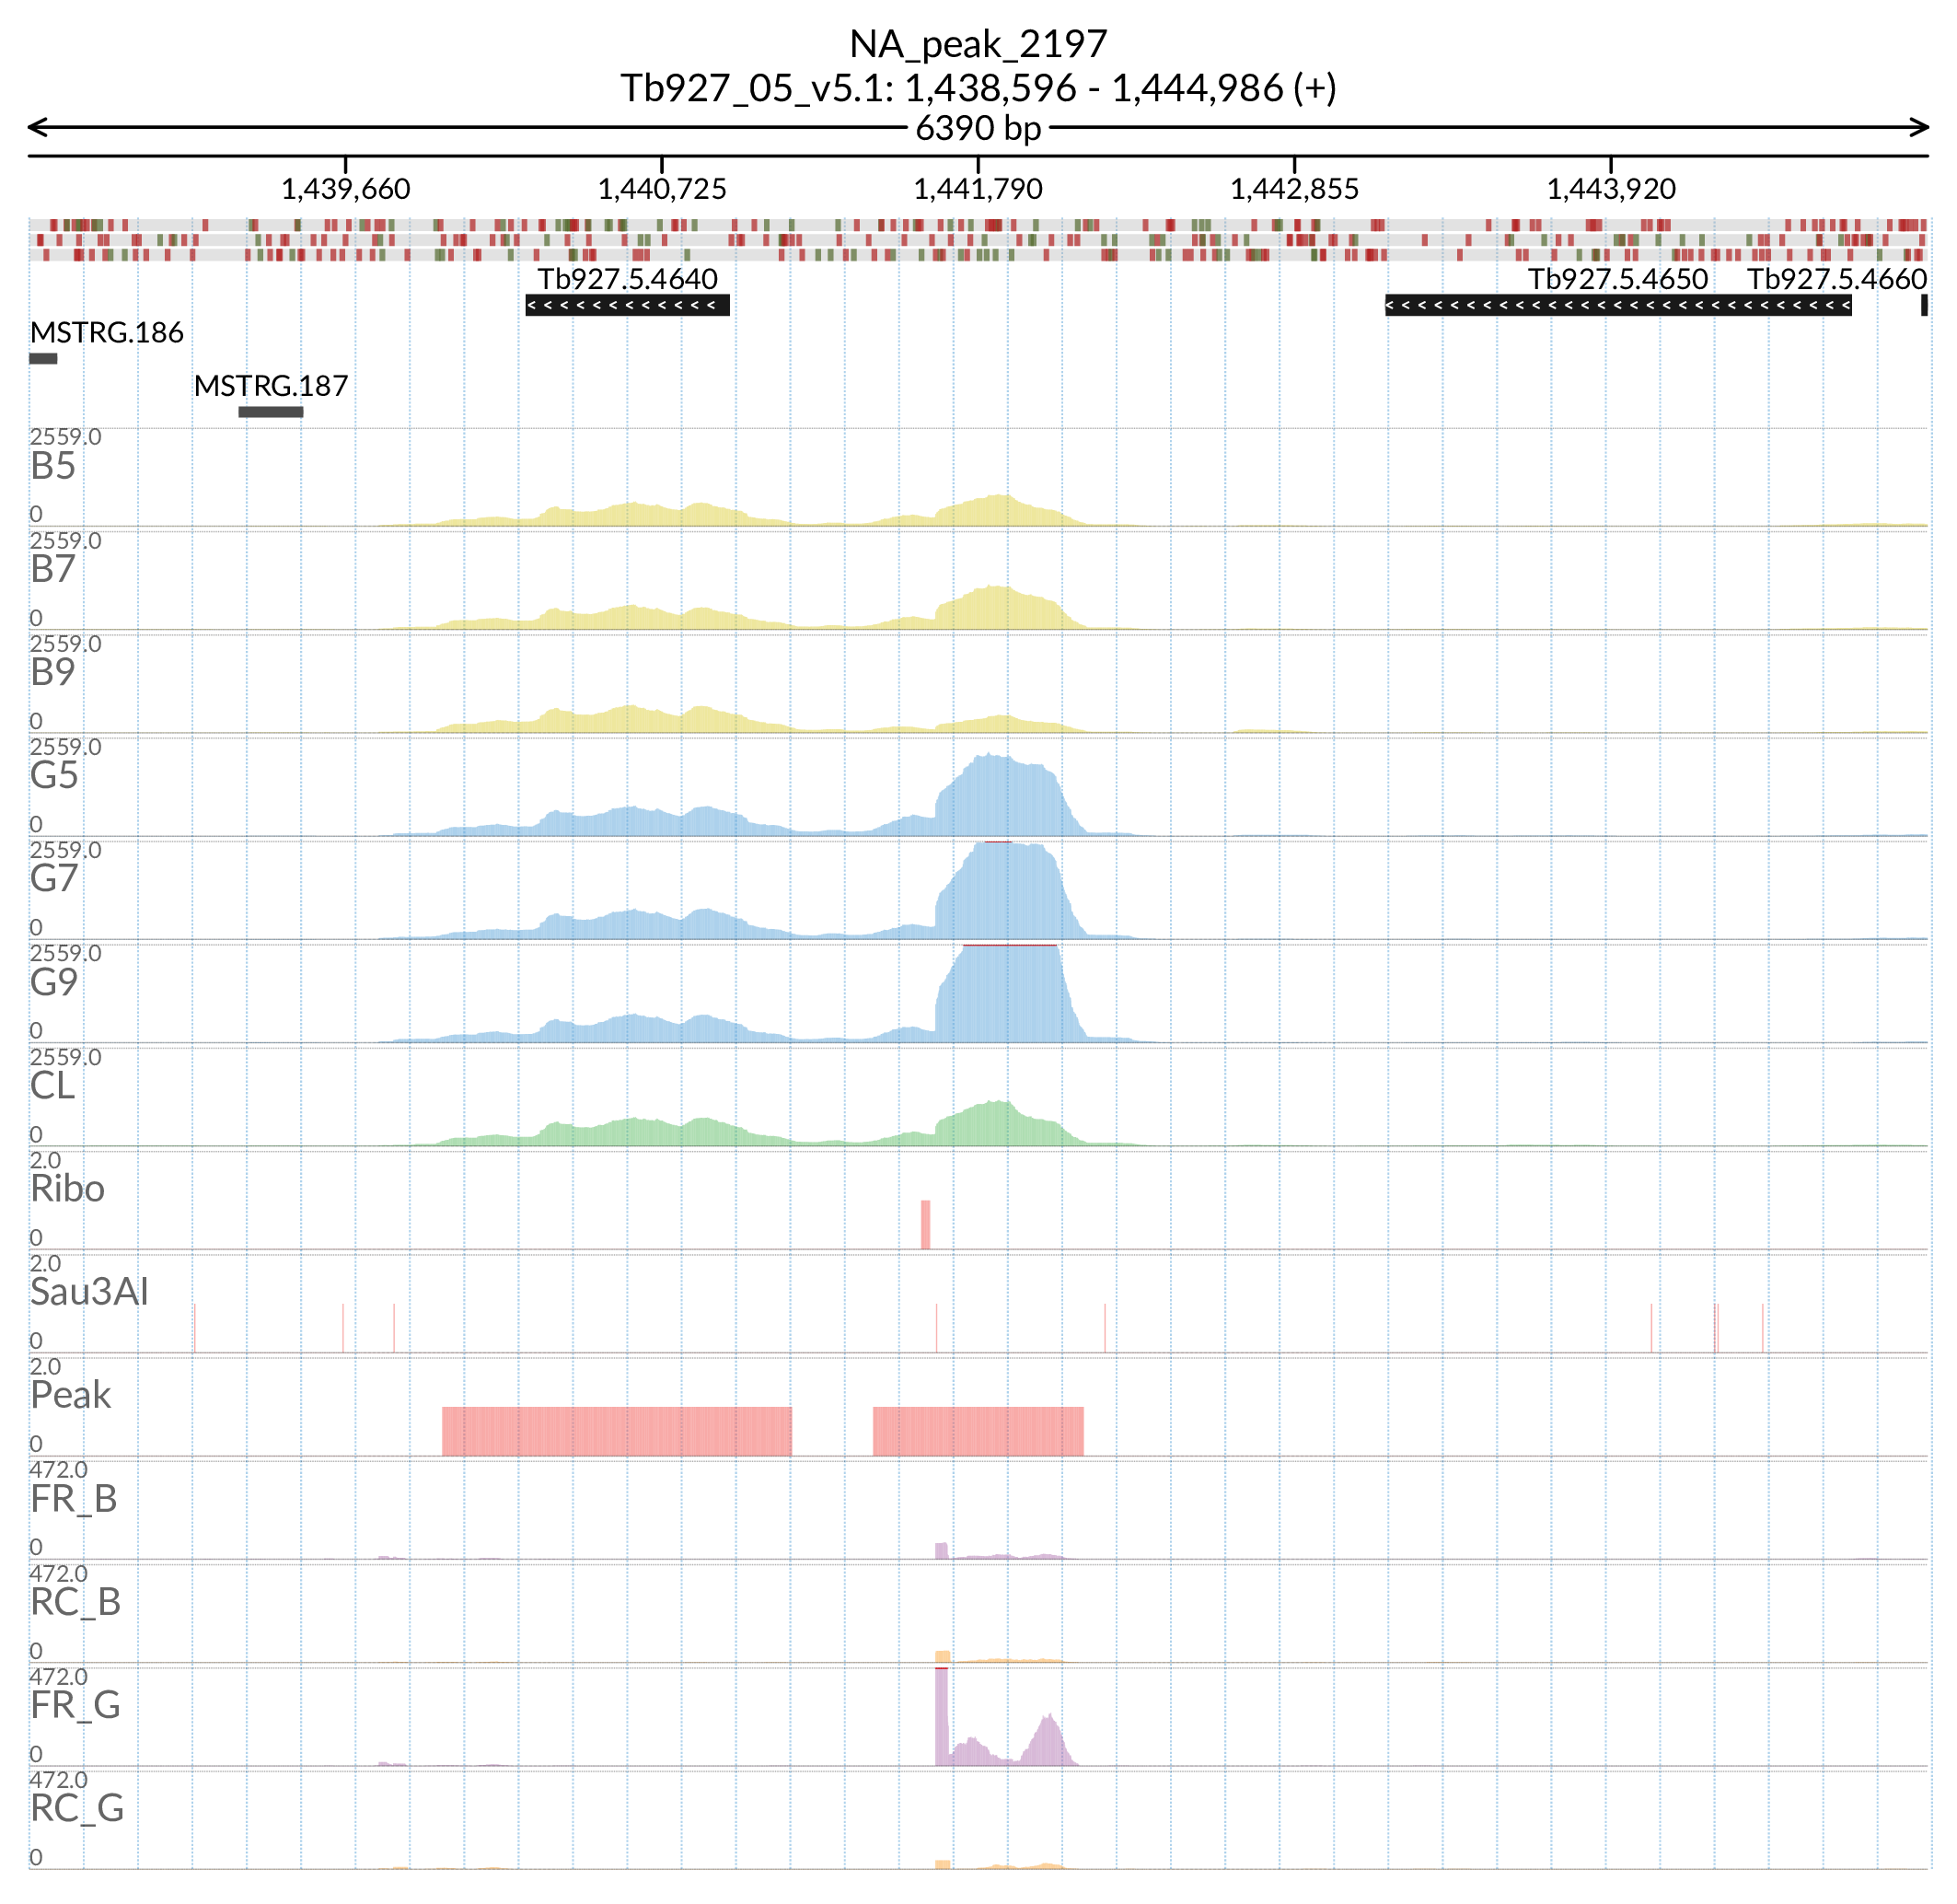 NA_peak_2197
Tb927_05_v5.1: 1,438,596 - 1,444,986 (+)
6390 bp
1,439,660 1,440,725 1,441,790 1,442,855 1,443,920
Tb927.5.4640 Tb927.5.4650 Tb927.5.4660
MSTRG.186
MSTRG.187
2559.0
B5
0
2559.0
B7
0
2559.0
B9
0
2559.0
G5
0
2559.0
G7
0
2559.0
G9
0
2559.0
CL
0
2.0
Ribo
0
2.0
Sau3AI
0
2.0
Peak
0
472.0
FR_B
0
472.0
RC_B
0
472.0
FR_G
0
472.0
RC_G
0